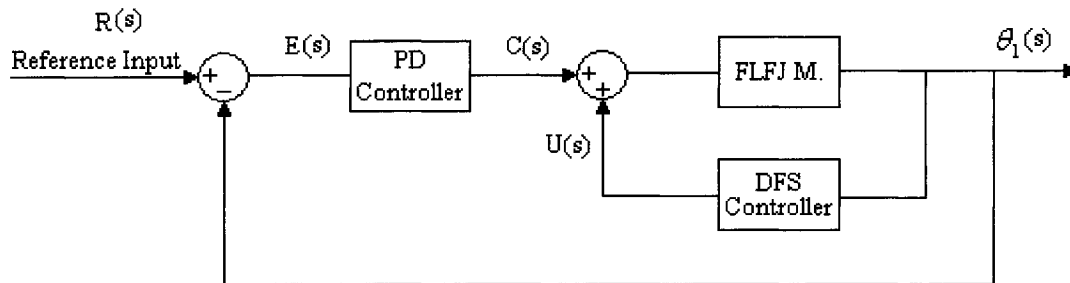 R(s)
Reference Input
E(s)
PD
Controller
C(s)
FLFJ M.
θ₁(s)
+
−
+
+
U(s)
DFS
Controller